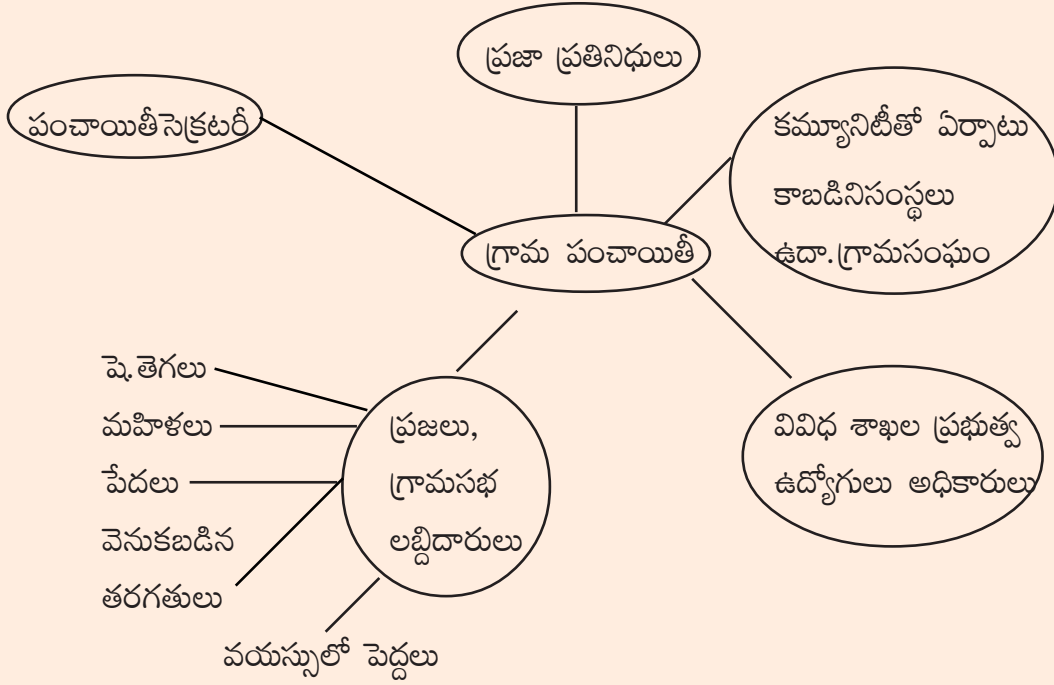 ప్రజా ప్రతినిధులు
పంచాయితీసెక్రటరీ
కమ్యూనిటీతో ఏర్పాటు
కాబడినిసంస్థలు
ఉదా.గ్రామసంఘం
గ్రామ పంచాయితీ
షె.తెగలు
మహిళలు
పేదలు
వెనుకబడిన
తరగతులు
వయస్సులో పెద్దలు
ప్రజలు,
గ్రామసభ
లబ్దిదారులు
వివిధ శాఖల ప్రభుత్వ
ఉద్యోగులు అధికారులు